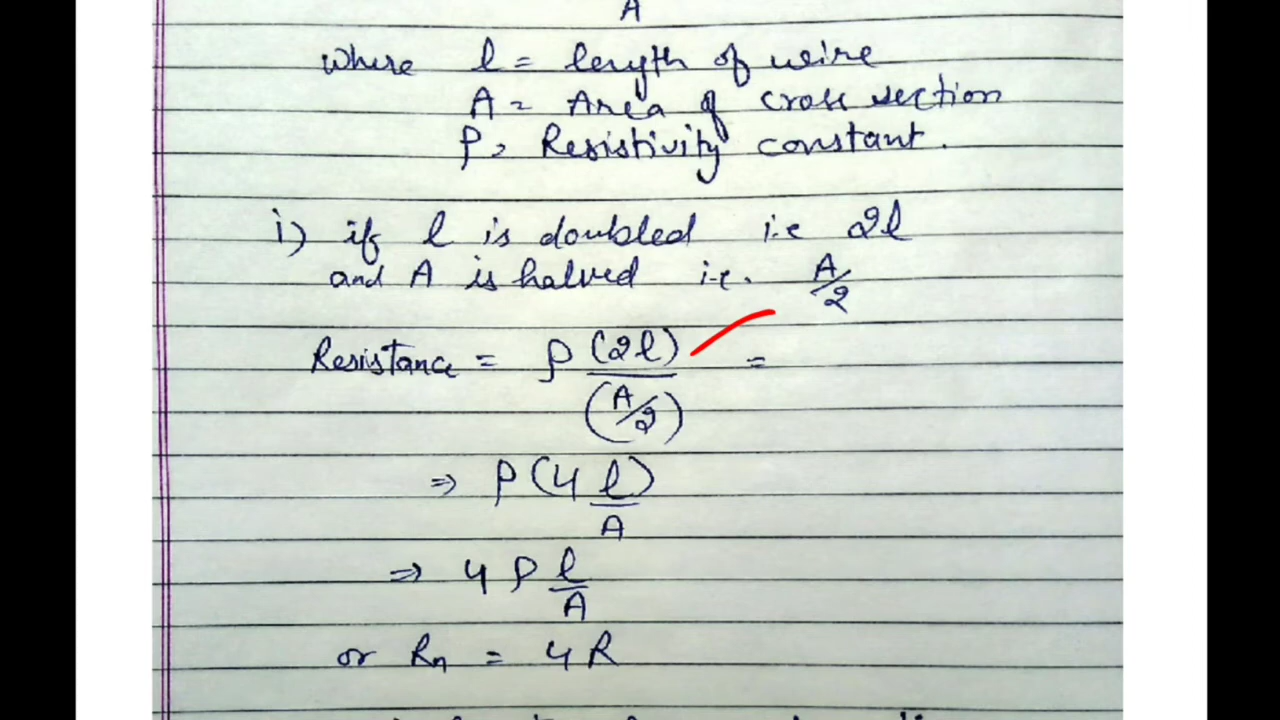 A
where l = length of wire
A = Area of cross section
ρ = Resistivity constant.
i) if l is doubled i.e 2l
and A is halved i.e. A/2
Resistance = ρ (2l) =
(A/2)
⇒ ρ(4 l)
A
⇒ 4 ρ l
A
or Rn = 4R